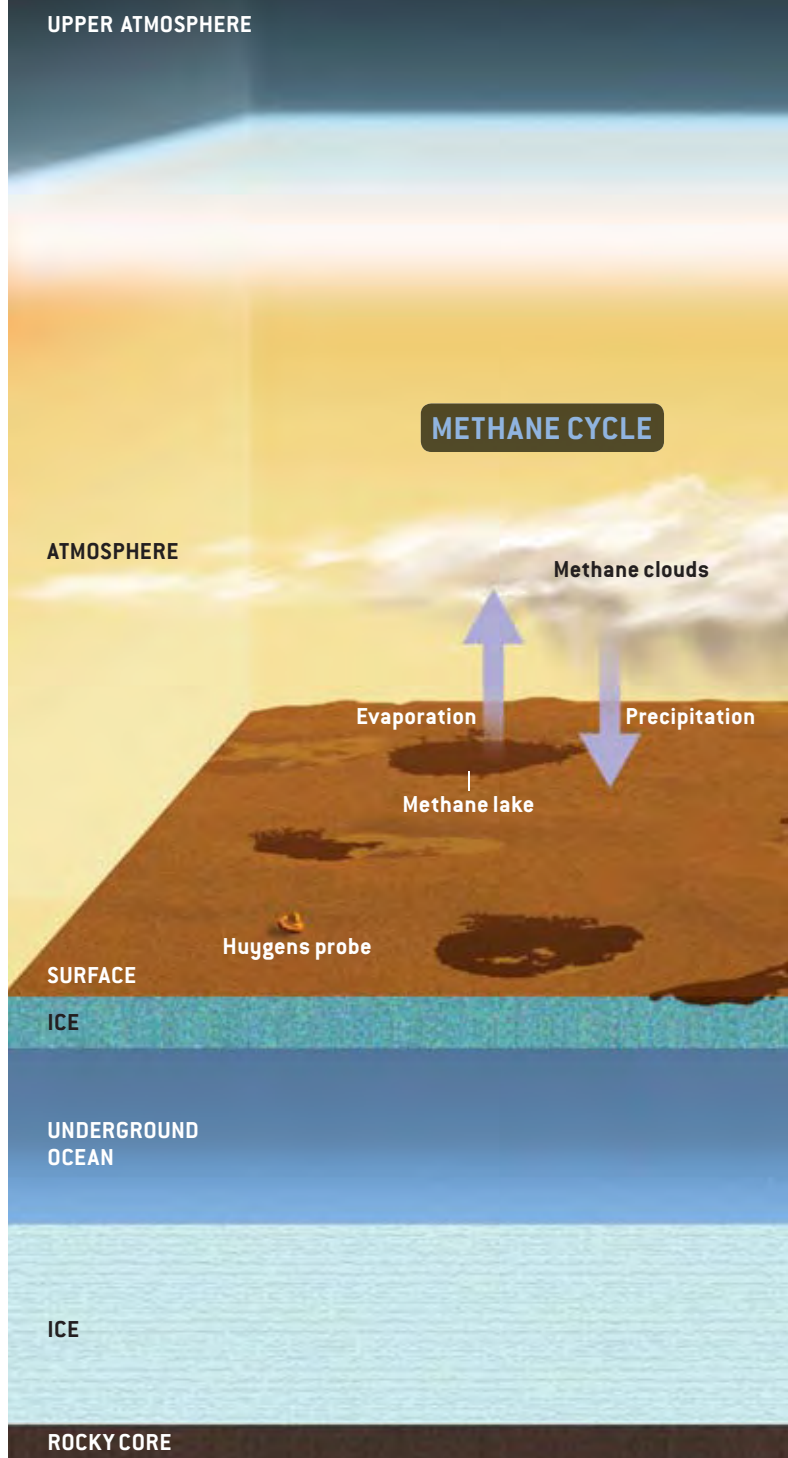 UPPER ATMOSPHERE
METHANE CYCLE
ATMOSPHERE
Methane clouds
Evaporation
Precipitation
Methane lake
Huygens probe
SURFACE
ICE
UNDERGROUND
OCEAN
ICE
ROCKY CORE